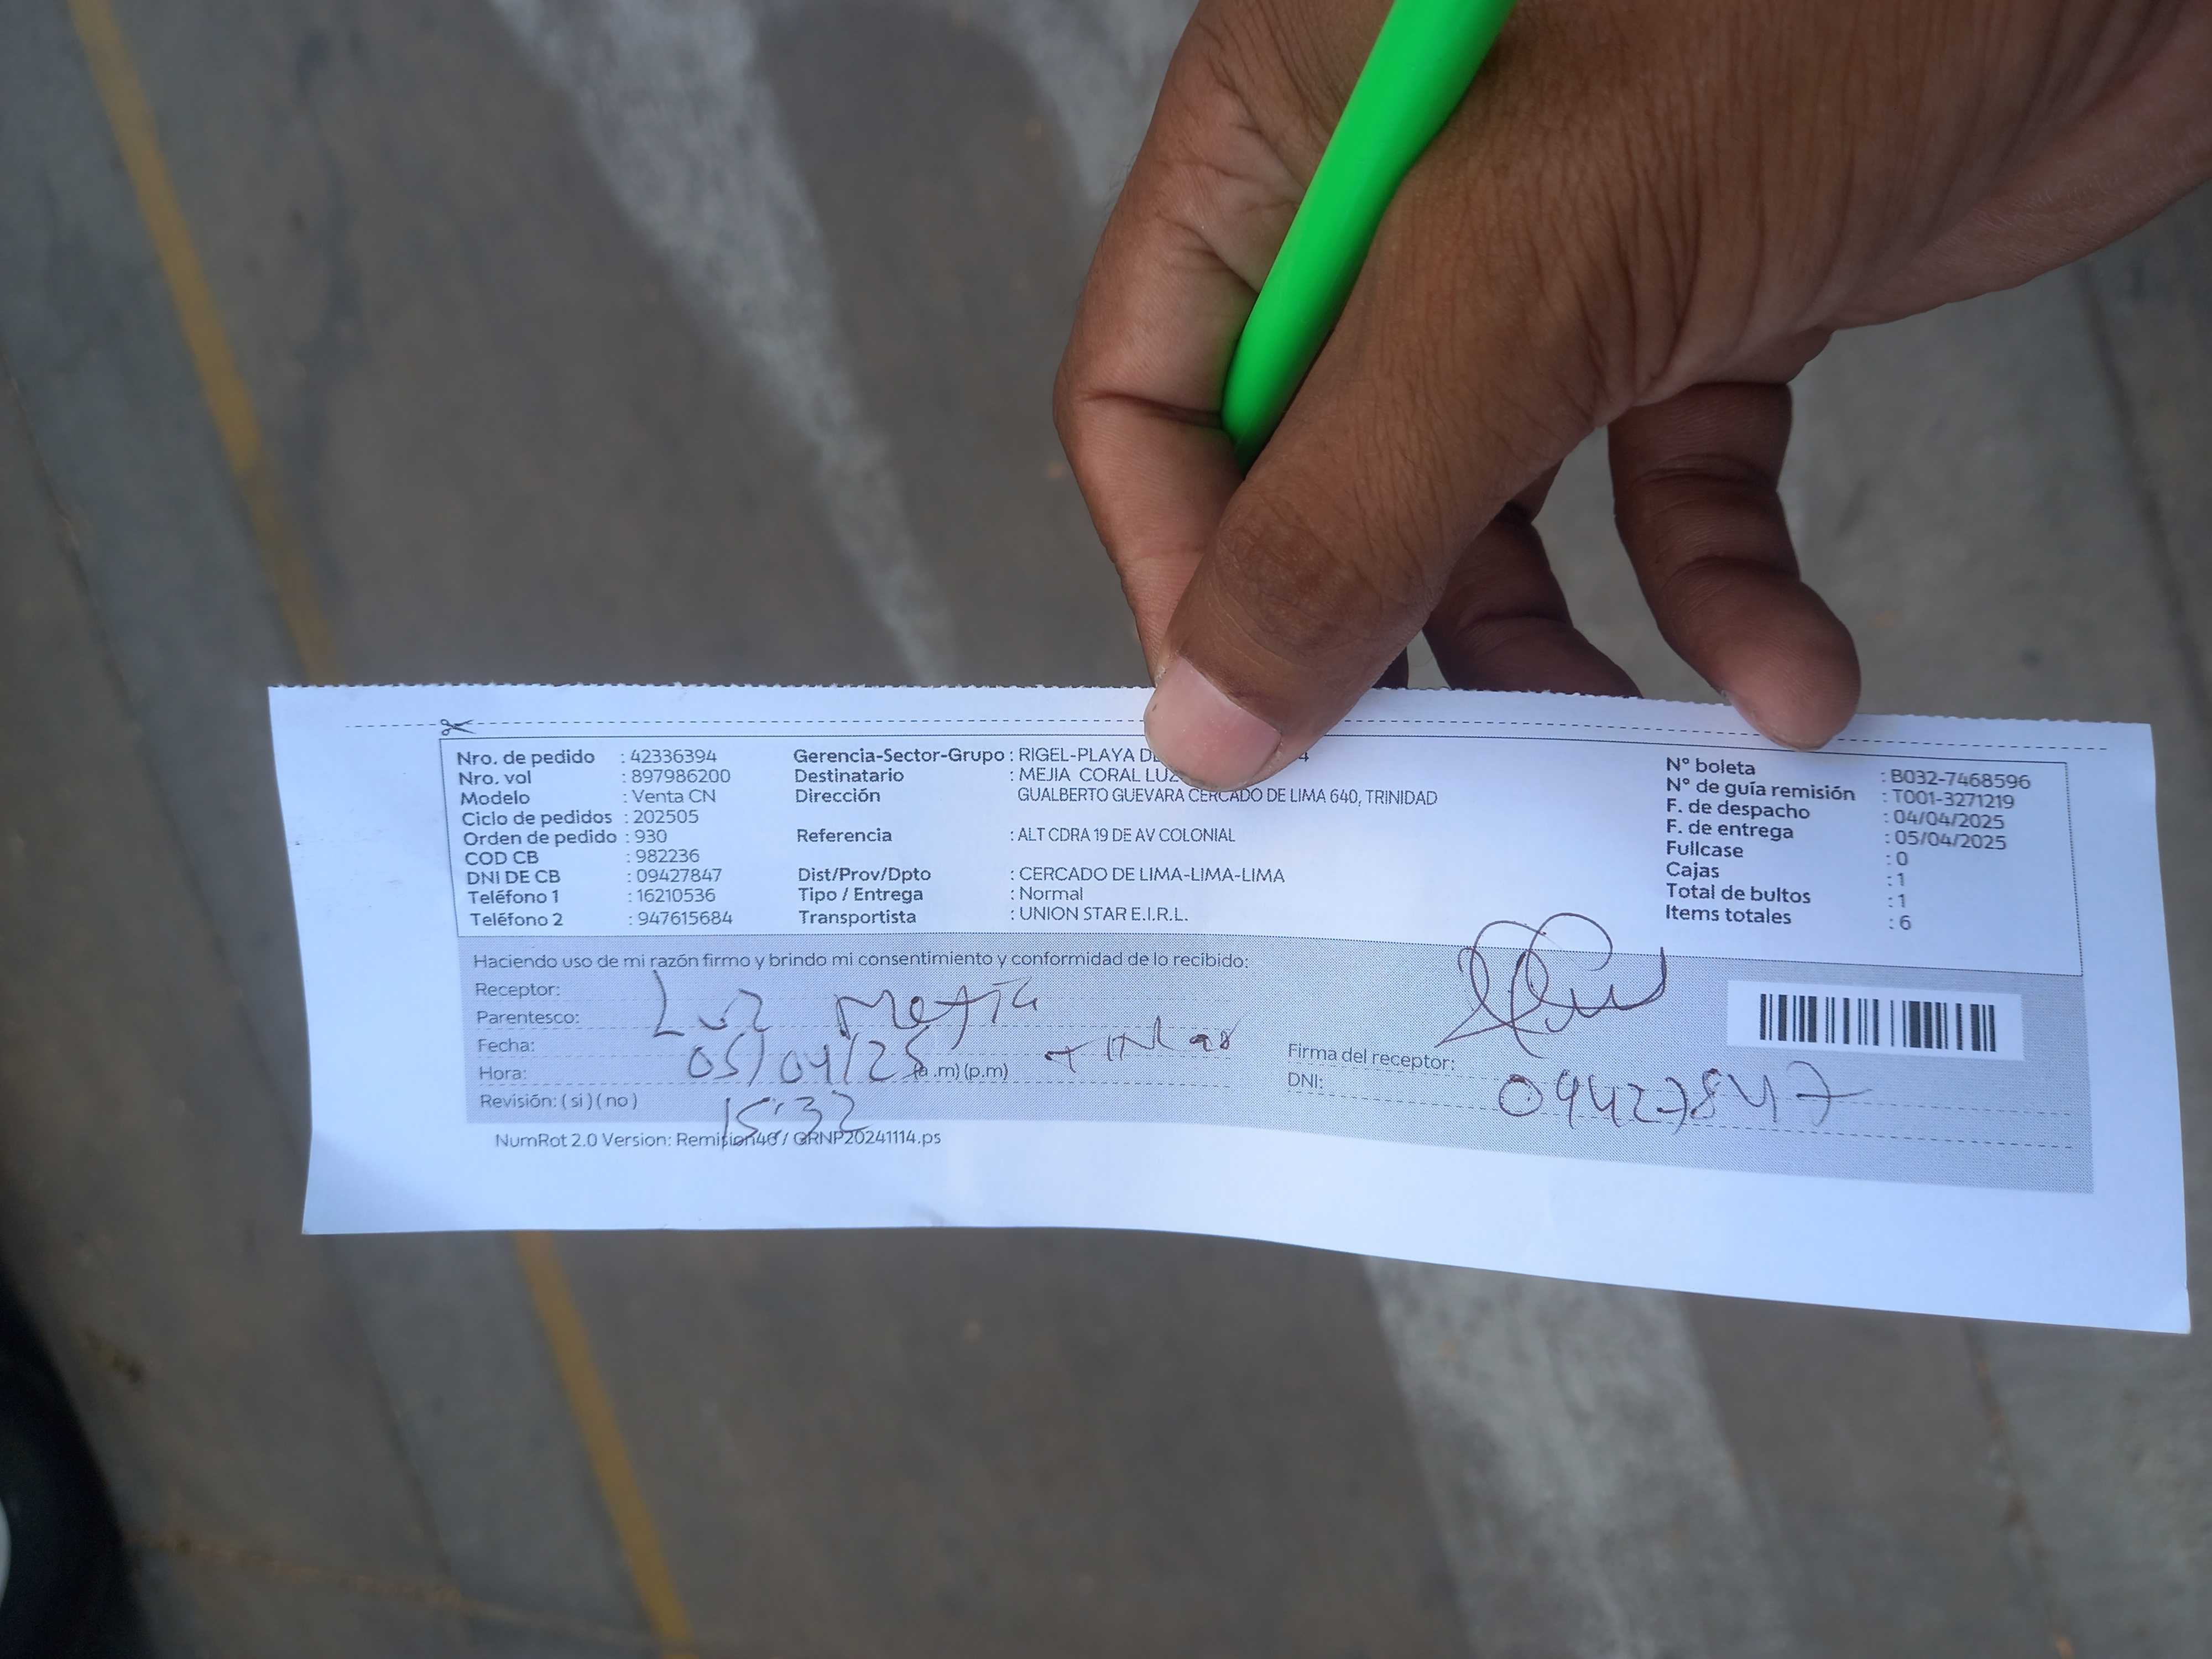 Nro. de pedido : 42336394
Nro. vol : 897986200
Modelo : Venta CN
Ciclo de pedidos : 202505
Orden de pedido : 930
COD CB : 982236
DNI DE CB : 09427847
Teléfono 1 : 16210536
Teléfono 2 : 947615684
Gerencia-Sector-Grupo : RIGEL-PLAYA 4
Destinatario : MEJIA CORAL LUZ
Dirección GUALBERTO GUEVARA CERCADO DE LIMA 640, TRINIDAD
Referencia : ALT CDRA 19 DE AV COLONIAL
Dist/Prov/Dpto : CERCADO DE LIMA-LIMA-LIMA
Tipo / Entrega : Normal
Transportista : UNION STAR E.I.R.L.
N° boleta : B032-7468596
N° de guía remisión : T001-3271219
F. de despacho : 04/04/2025
F. de entrega : 05/04/2025
Fullcase : 0
Cajas : 1
Total de bultos : 1
Items totales : 6
Haciendo uso de mi razón firmo y brindo mi consentimiento y conformidad de lo recibido:
Receptor: Luz Mejia
Parentesco:
Fecha: 05/04/25
Hora: (a .m) (p.m) 15:32
Revisión: ( si ) ( no )
Firma del receptor:
DNI: 09427847
NumRot 2.0 Version: Remision40 / GRNP20241114.ps